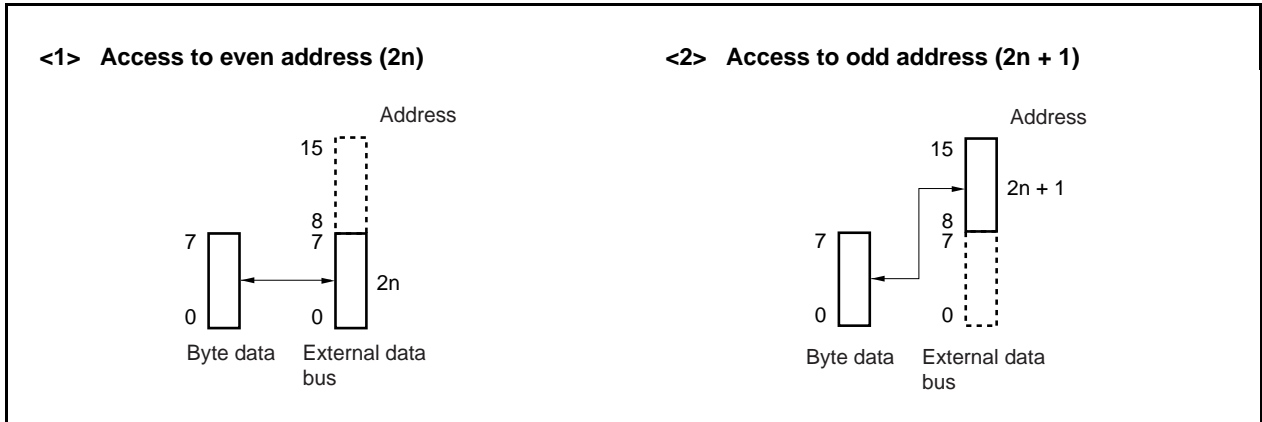 <1> Access to even address (2n)
Address
15
8
7
7
2n
0
0
Byte data
External data
bus
<2> Access to odd address (2n + 1)
Address
15
2n + 1
8
7
7
0
0
Byte data
External data
bus